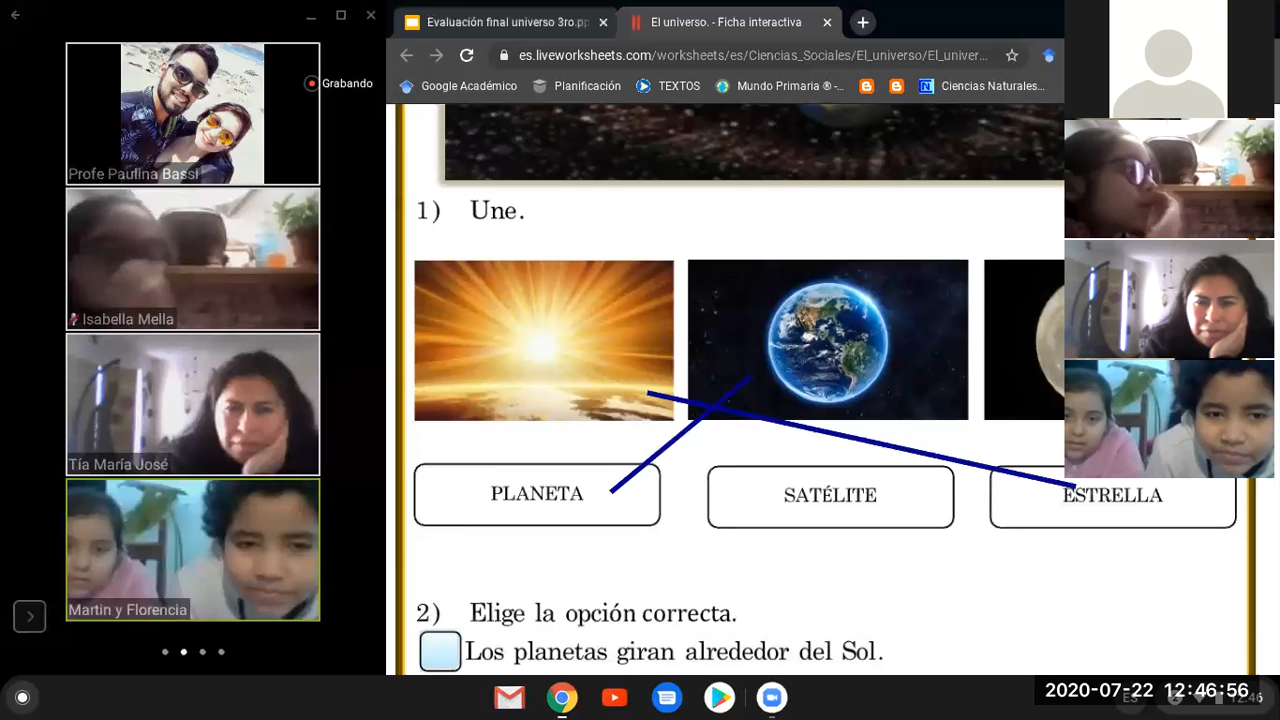 Evaluación final universo 3ro.pp
El universo. - Ficha interactiva
es.liveworksheets.com/worksheets/es/Ciencias_Sociales/El_universo/El_univer...
Google Académico
Planificación
TEXTOS
Mundo Primaria ® -...
Ciencias Naturales...
Grabando
Profe Paulina Bassi
Isabella Mella
Tía María José
Martin y Florencia
1) Une.
PLANETA
SATÉLITE
ESTRELLA
2) Elige la opción correcta.
Los planetas giran alrededor del Sol.
2020-07-22 12:46:56
ES
12:46